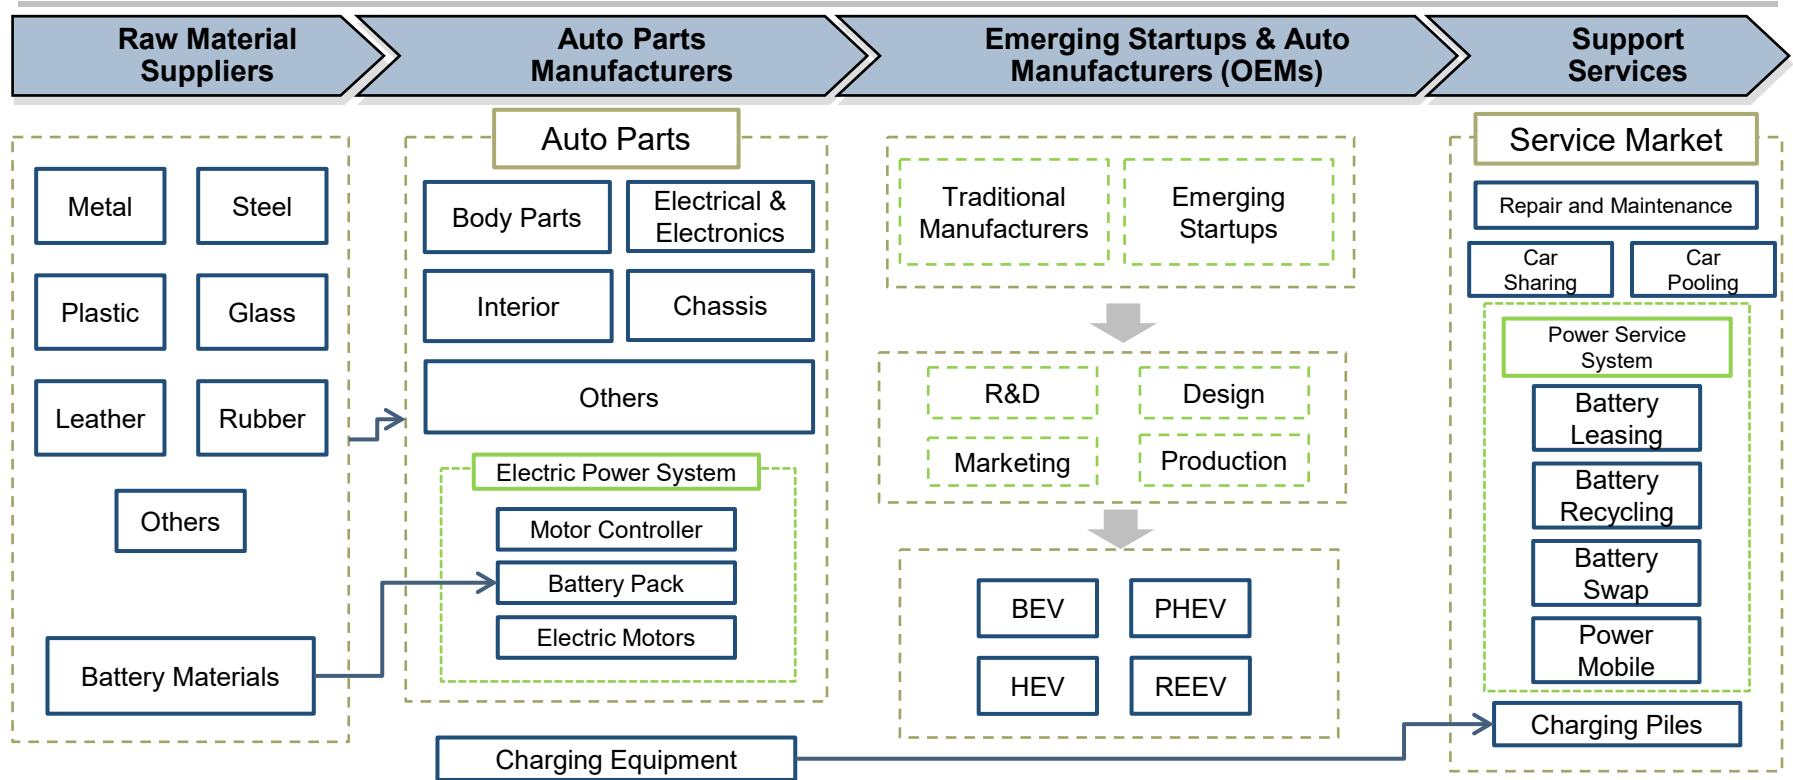 Raw Material
Suppliers
Auto Parts
Manufacturers
Emerging Startups & Auto
Manufacturers (OEMs)
Support
Services
Metal
Steel
Plastic
Glass
Leather
Rubber
Others
Battery Materials
Auto Parts
Body Parts
Electrical &
Electronics
Interior
Chassis
Others
Electric Power System
Motor Controller
Battery Pack
Electric Motors
Charging Equipment
Traditional
Manufacturers
Emerging
Startups
R&D
Design
Marketing
Production
BEV
PHEV
HEV
REEV
Service Market
Repair and Maintenance
Car
Sharing
Car
Pooling
Power Service
System
Battery
Leasing
Battery
Recycling
Battery
Swap
Power
Mobile
Charging Piles